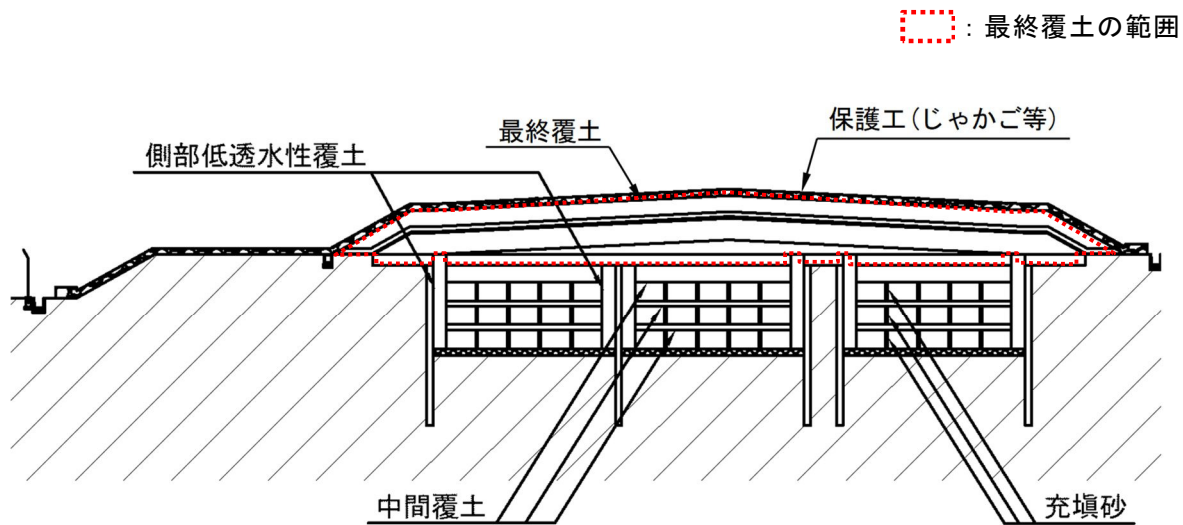 ：最終覆土の範囲
保護工（じゃかご等）
最終覆土
側部低透水性覆土
中間覆土
充塡砂